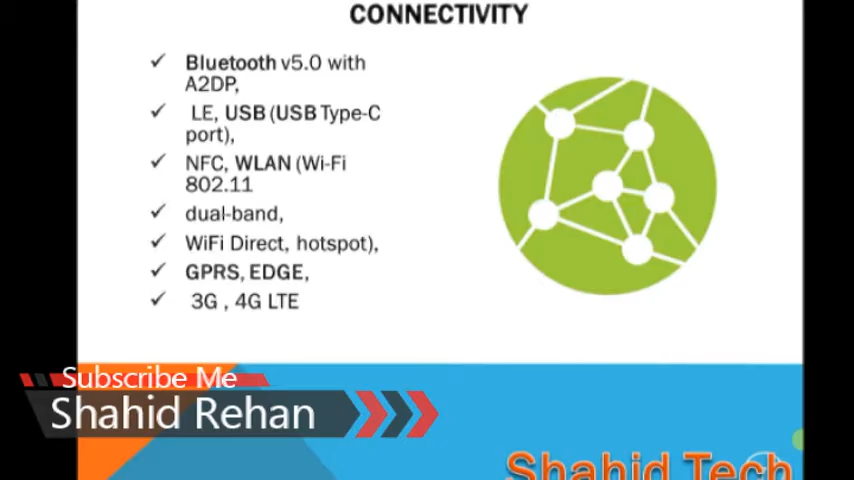 CONNECTIVITY
✓ Bluetooth v5.0 with
A2DP,
✓ LE, USB (USB Type-C
port),
✓ NFC, WLAN (Wi-Fi
802.11
✓ dual-band,
✓ WiFi Direct, hotspot),
✓ GPRS, EDGE,
✓ 3G , 4G LTE
Subscribe Me
Shahid Rehan
Shahid Tech